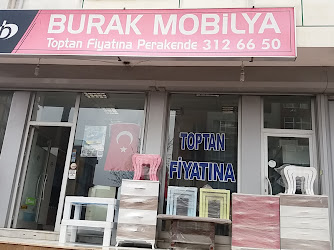 BURAK MOBİLYA
Toptan Fiyatına Perakende 312 66 50
TOPTAN
FİYATINA